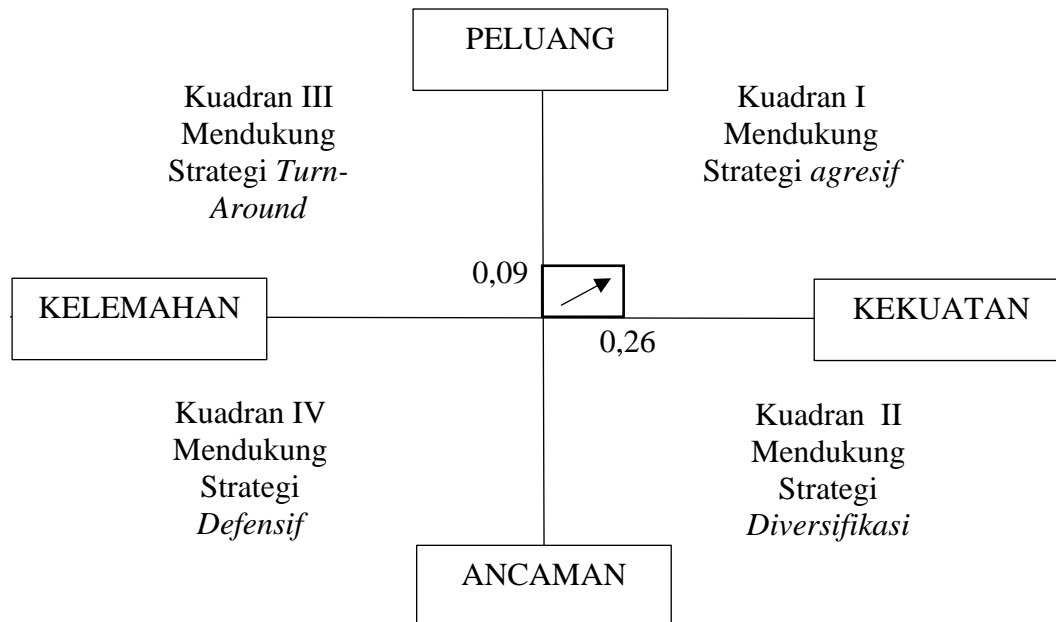 PELUANG
Kuadran III
Mendukung
Strategi Turn-
Around
Kuadran I
Mendukung
Strategi agresif
0,09
KELEMAHAN
KEKUATAN
0,26
Kuadran IV
Mendukung
Strategi
Defensif
Kuadran II
Mendukung
Strategi
Diversifikasi
ANCAMAN